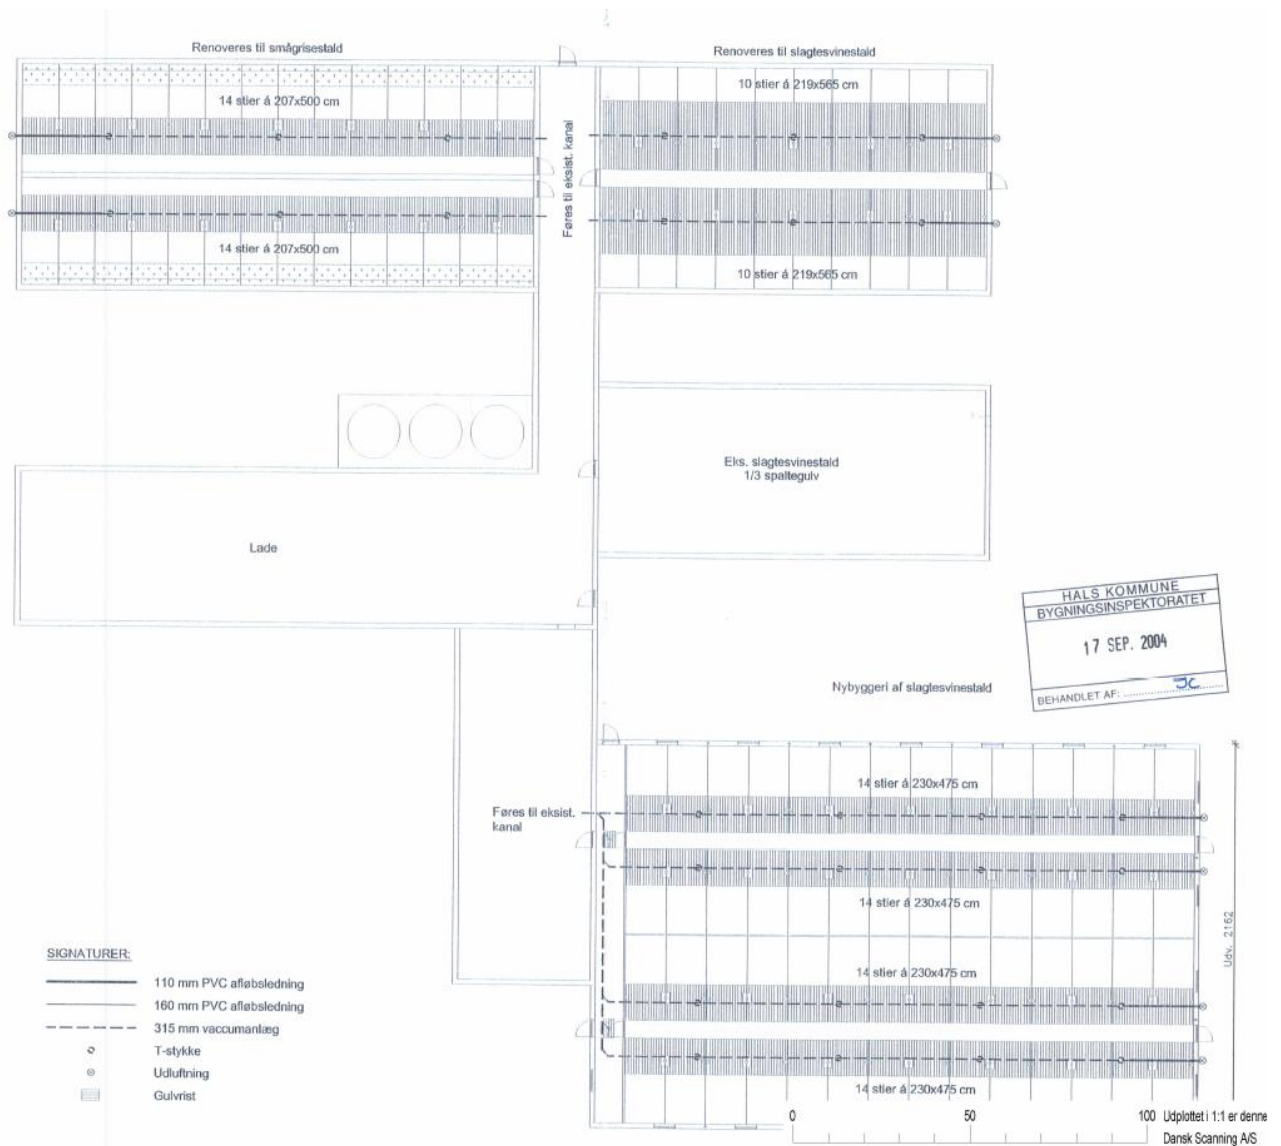 Renoveres til smågrisestald
Renoveres til slagtesvinestald
14 stier á 207x500 cm
10 stier á 219x565 cm
Føres til eksist. kanal
14 stier á 207x500 cm
10 stier á 219x565 cm
Eks. slagtesvinestald
1/3 spaltegulv
Lade
HALS KOMMUNE
BYGNINGSINSPEKTORATET
17 SEP. 2004
BEHANDLET AF: JC
Nybyggeri af slagtesvinestald
14 stier á 230x475 cm
Føres til eksist.
kanal
14 stier á 230x475 cm
Udv. 2162
14 stier á 230x475 cm
14 stier á 230x475 cm
SIGNATURER:
110 mm PVC afløbsledning
160 mm PVC afløbsledning
315 mm vaccumanlæg
T-stykke
Udluftning
Gulvrist
0 50 100 Udplottet i 1:1 er denne
Dansk Scanning A/S